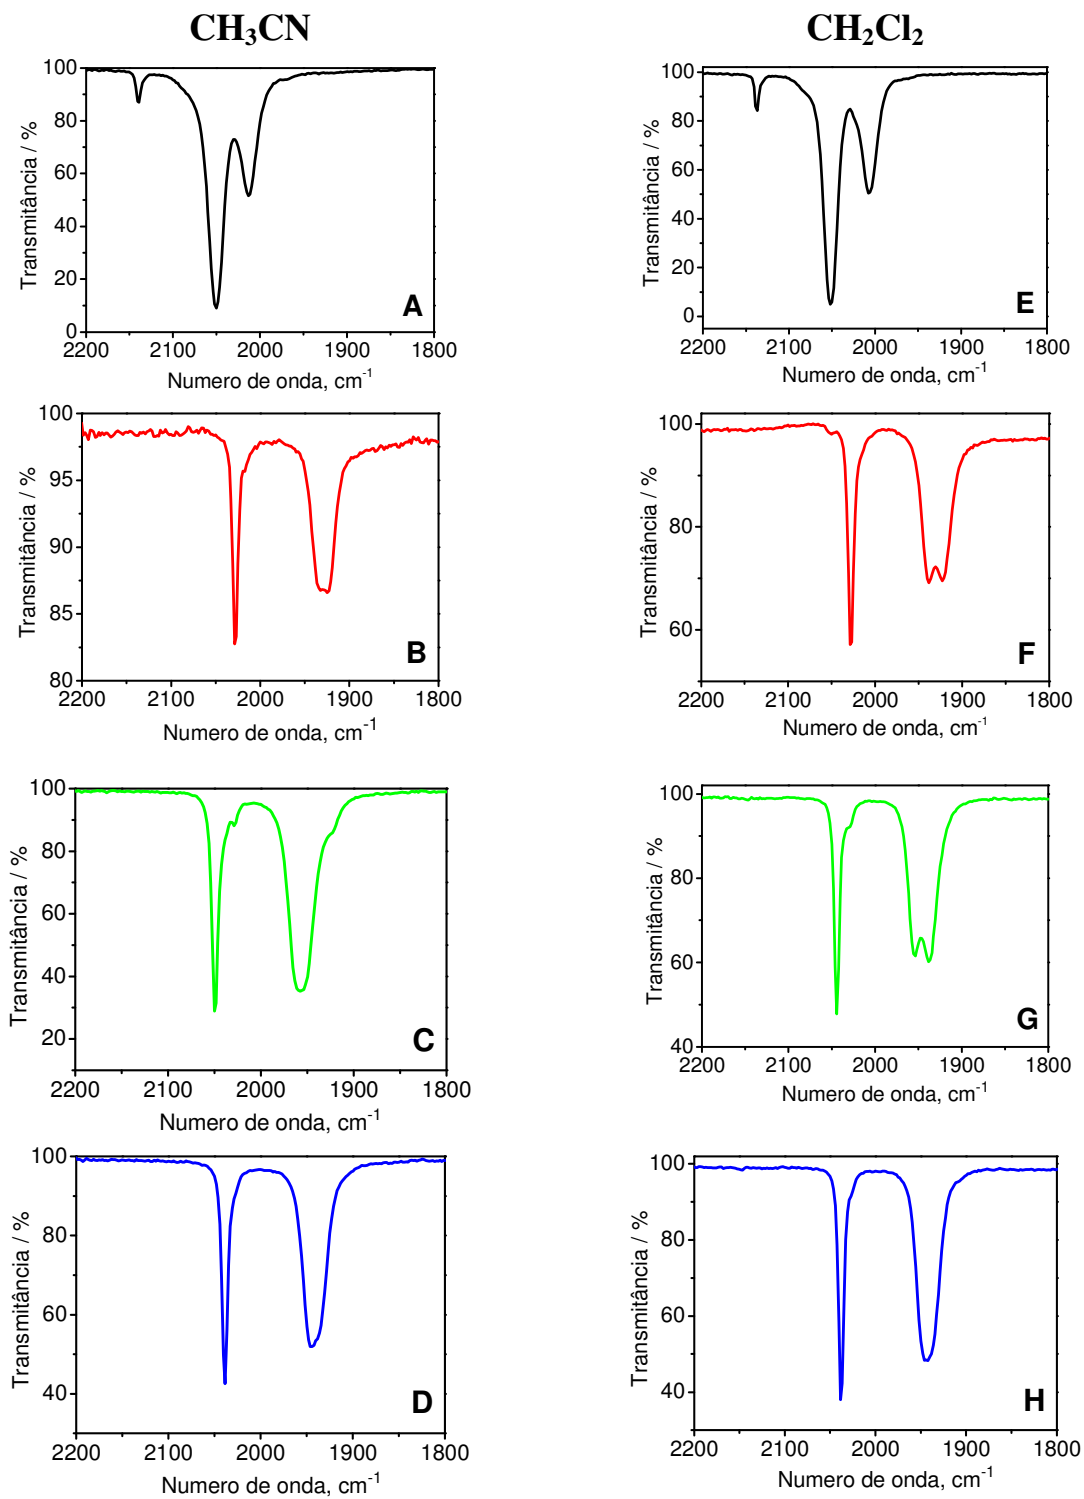 CH₃CN
100
80
60
40
20
0
Transmitância / %
A
2200 2100 2000 1900 1800
Numero de onda, cm⁻¹
CH₂Cl₂
100
80
60
40
20
0
Transmitância / %
E
2200 2100 2000 1900 1800
Numero de onda, cm⁻¹
100
95
90
85
80
Transmitância / %
B
2200 2100 2000 1900 1800
Numero de onda, cm⁻¹
100
80
60
Transmitância / %
F
2200 2100 2000 1900 1800
Numero de onda, cm⁻¹
100
80
60
40
20
Transmitância / %
C
2200 2100 2000 1900 1800
Numero de onda, cm⁻¹
100
80
60
40
Transmitância / %
G
2200 2100 2000 1900 1800
Numero de onda, cm⁻¹
100
80
60
40
Transmitância / %
D
2200 2100 2000 1900 1800
Numero de onda, cm⁻¹
100
80
60
40
Transmitância / %
H
2200 2100 2000 1900 1800
Numero de onda, cm⁻¹